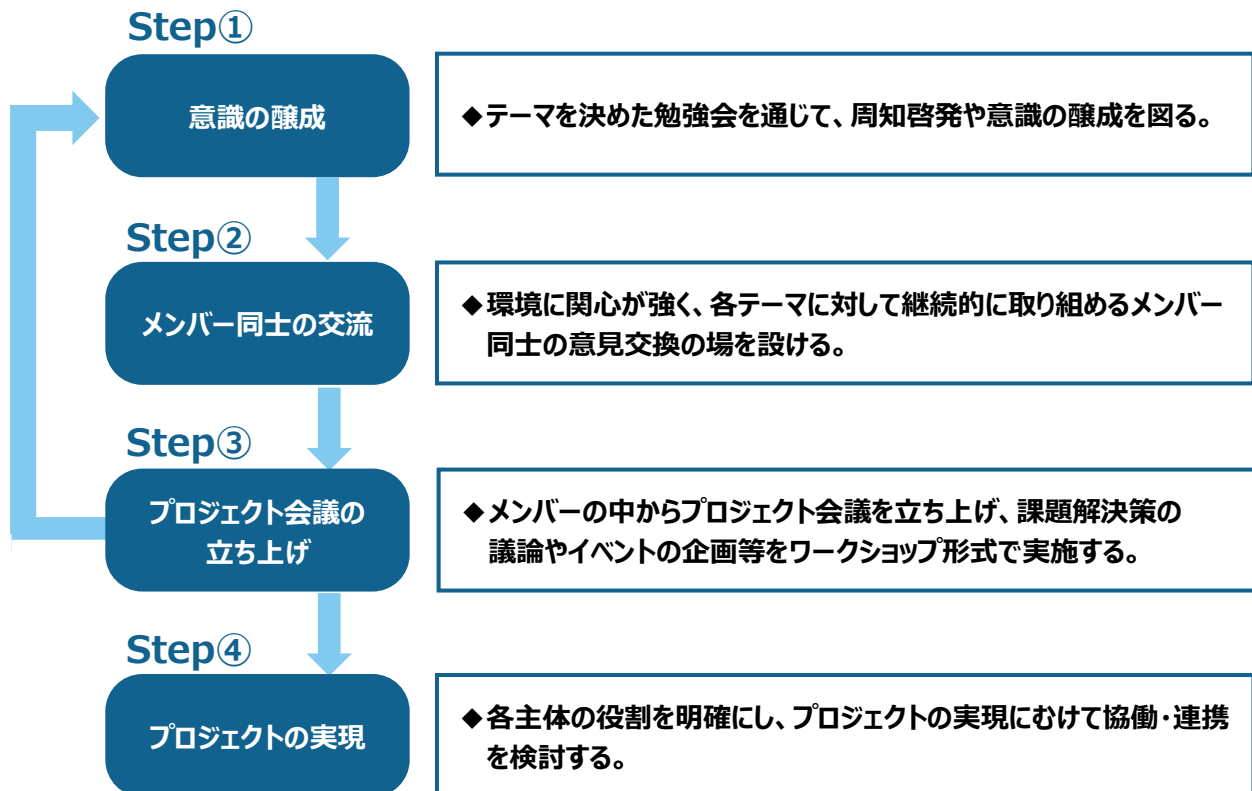 Step①
意識の醸成
◆テーマを決めた勉強会を通じて、周知啓発や意識の醸成を図る。
Step②
メンバー同士の交流
◆環境に関心が強く、各テーマに対して継続的に取り組めるメンバー
同士の意見交換の場を設ける。
Step③
プロジェクト会議の
立ち上げ
◆メンバーの中からプロジェクト会議を立ち上げ、課題解決策の
議論やイベントの企画等をワークショップ形式で実施する。
Step④
プロジェクトの実現
◆各主体の役割を明確にし、プロジェクトの実現にむけて協働・連携
を検討する。